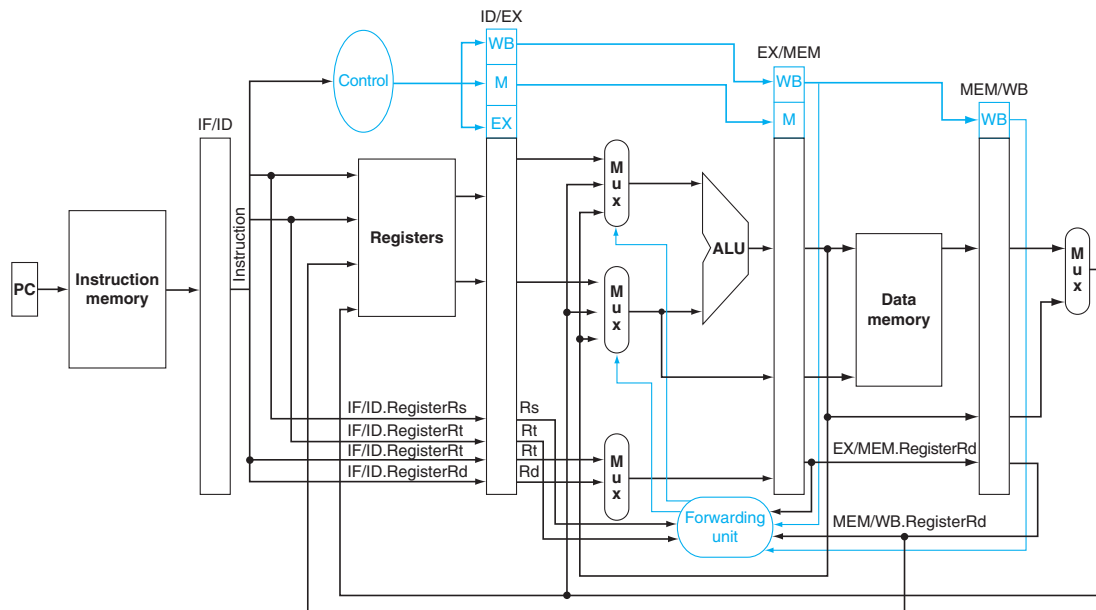 ID/EX
WB
EX/MEM
Control
M
WB
MEM/WB
IF/ID
EX
M
WB
M
u
x
Registers
Instruction
ALU
PC
Instruction
memory
M
u
x
Data
memory
M
u
x
IF/ID.RegisterRs
Rs
IF/ID.RegisterRt
Rt
IF/ID.RegisterRt
Rt
IF/ID.RegisterRd
Rd
M
u
x
EX/MEM.RegisterRd
Forwarding
unit
MEM/WB.RegisterRd